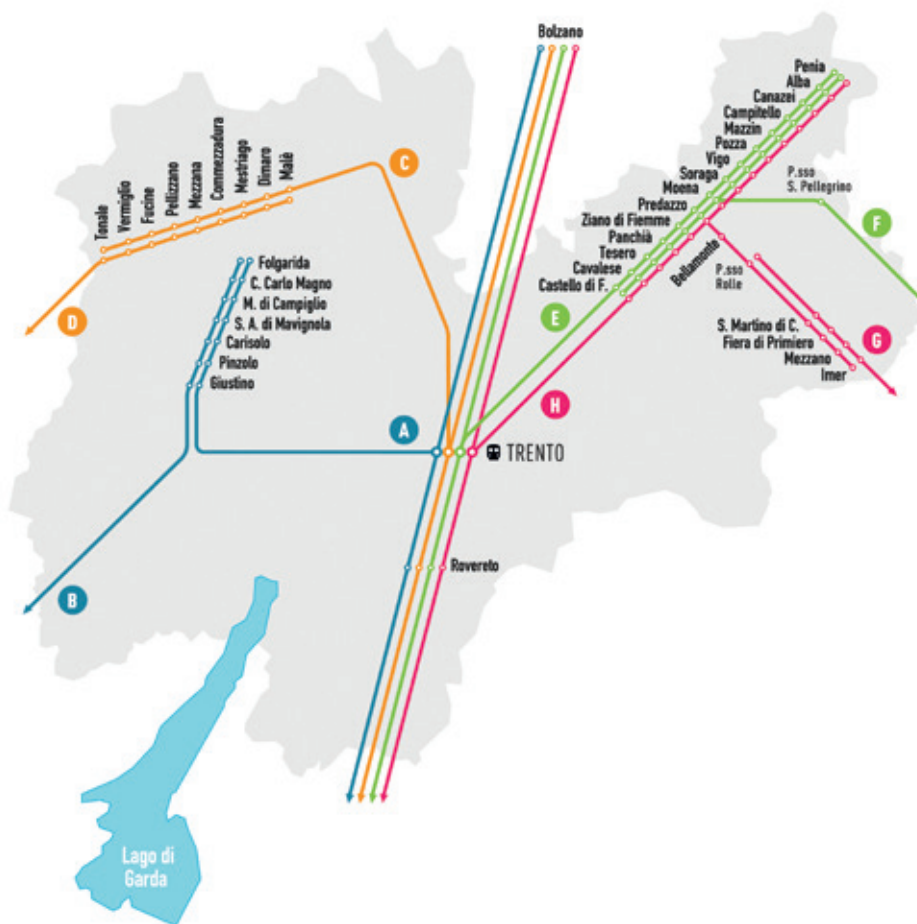 Bolzano
Penia
Alba
Canazei
Campitello
Mazzin
Pozza
Vigo
Soraga
Moena
Predazzo
Ziano di Fiemme
Panchià
Tesero
Cavalese
Castello di F.
P.sso
S. Pellegrino
F
Tonale
Vermiglio
Fucine
Pellizzano
Mezzana
Commezzadura
Mestriago
Dimaro
Malè
C
D
Folgarida
C. Carlo Magno
M. di Campiglio
S. A. di Mavignola
Carisolo
Pinzolo
Giustino
Bellamonte
P.sso
Rolle
S. Martino di C.
Fiera di Primiero
Mezzano
Imer
E
G
H
A
TRENTO
Rovereto
B
Lago di
Garda